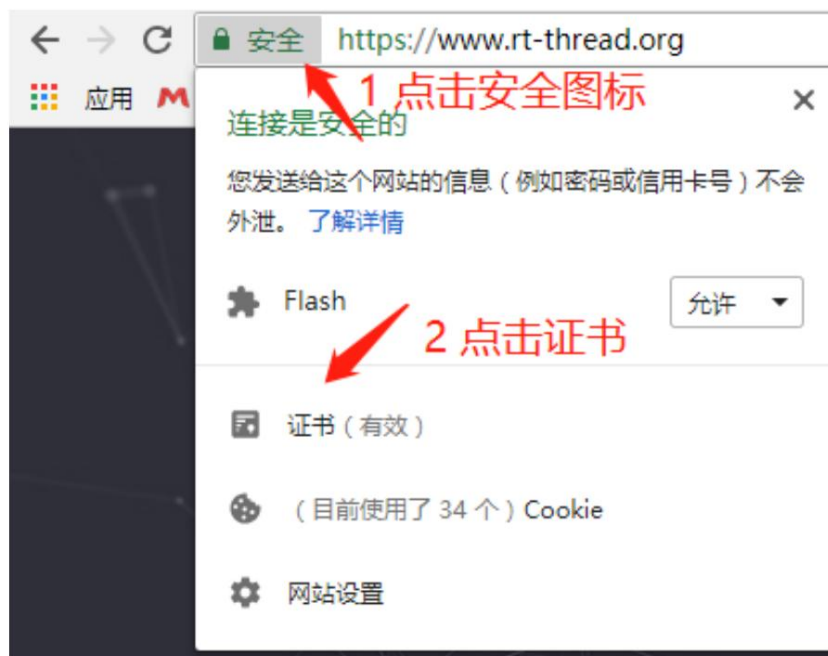 安全 https://www.rt-thread.org
应用
1 点击安全图标
连接是安全的
您发送给这个网站的信息（例如密码或信用卡号）不会
外泄。 了解详情
Flash 允许
2 点击证书
证书（有效）
（目前使用了 34 个）Cookie
网站设置